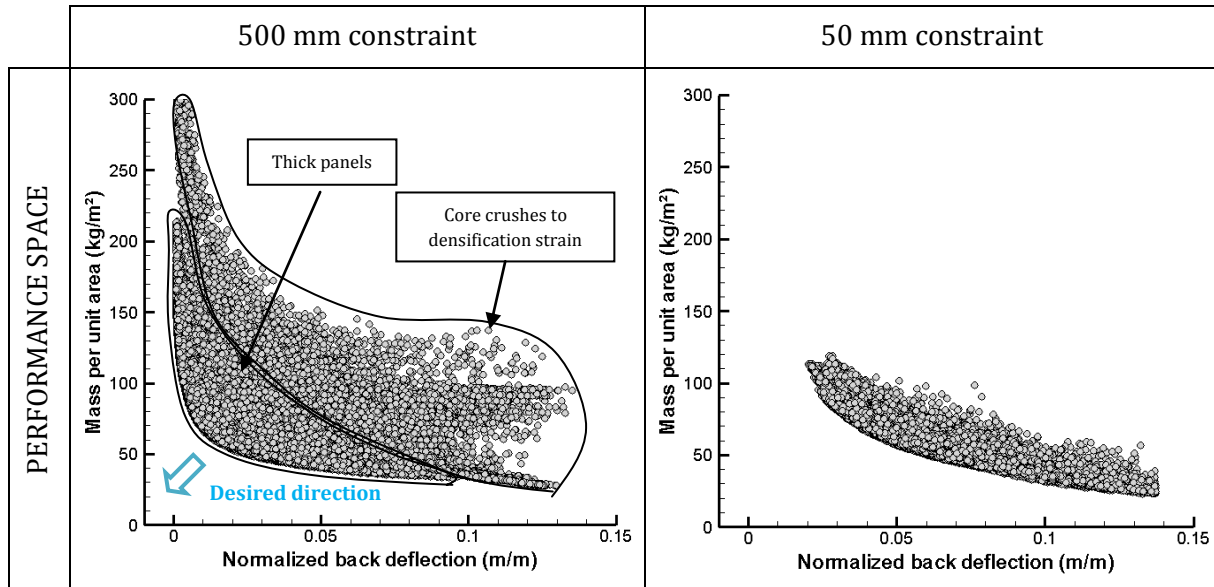 500 mm constraint
50 mm constraint
PERFORMANCE SPACE
Mass per unit area (kg/m²)
300
250
200
150
100
50
0
Thick panels
Core crushes to
densification strain
Desired direction
0
0.05
0.1
0.15
Normalized back deflection (m/m)
Mass per unit area (kg/m²)
300
250
200
150
100
50
0
0
0.05
0.1
0.15
Normalized back deflection (m/m)